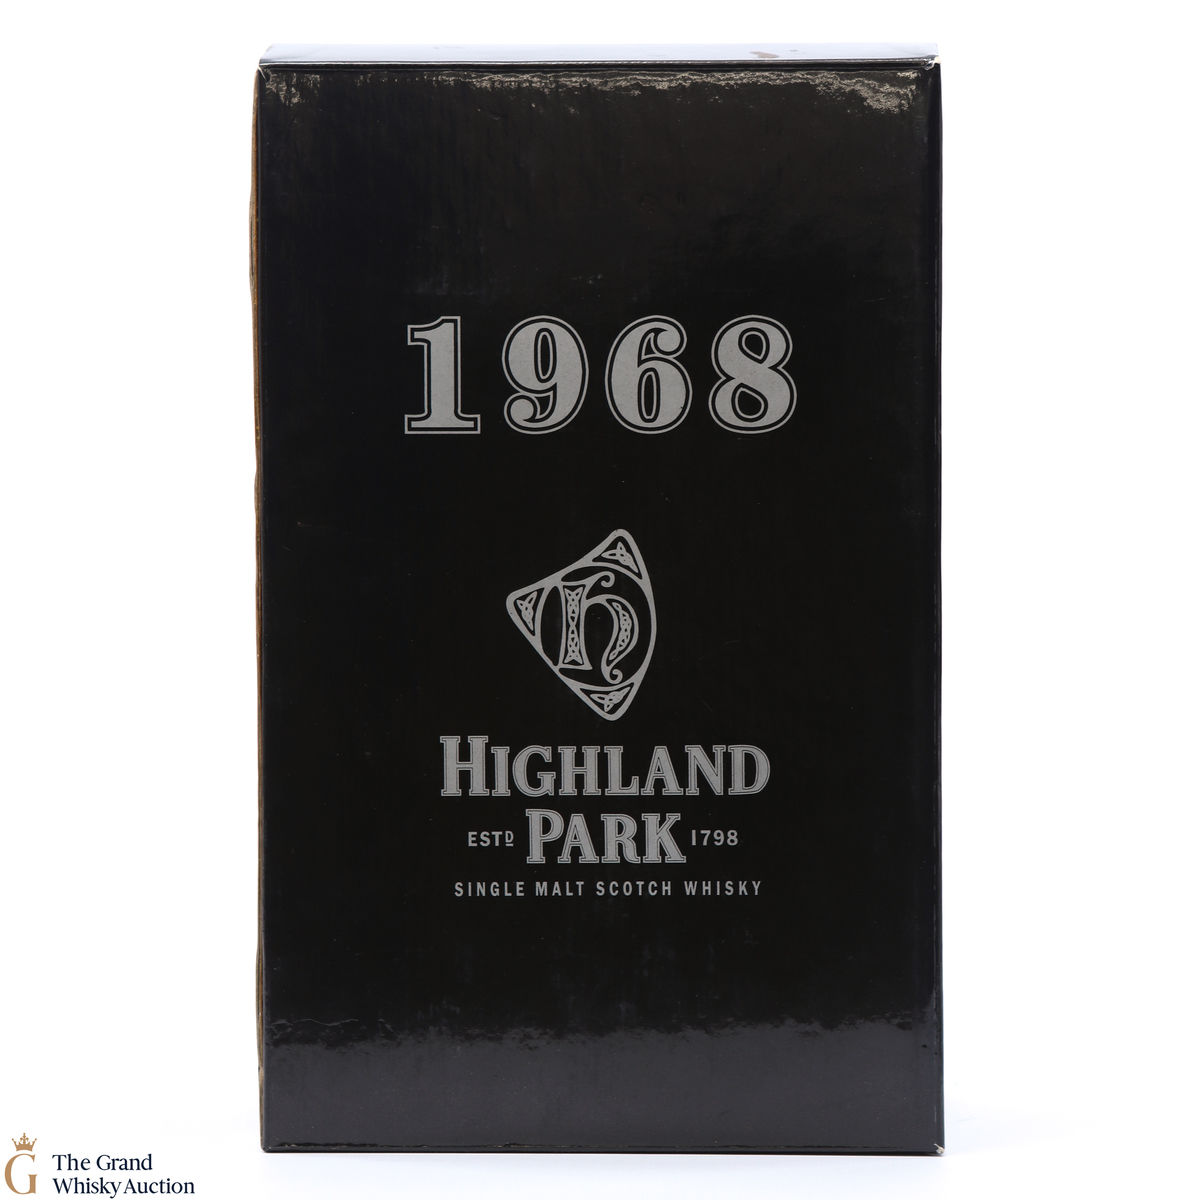 1968
H
HIGHLAND
ESTD PARK 1798
SINGLE MALT SCOTCH WHISKY
G The Grand
Whisky Auction